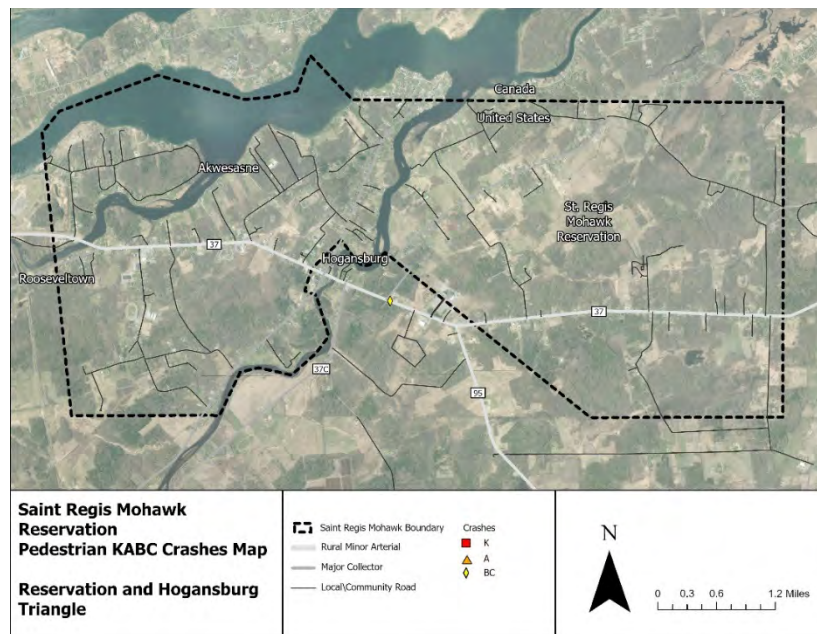 Canada
United States
Akwesasne
St. Regis
Mohawk
Reservation
37
Hogansburg
Rooseveltown
37
37C
95
Saint Regis Mohawk
Reservation
Pedestrian KABC Crashes Map
Reservation and Hogansburg
Triangle
Saint Regis Mohawk Boundary
Rural Minor Arterial
Major Collector
Local\Community Road
Crashes
K
A
BC
N
0 0.3 0.6 1.2 Miles